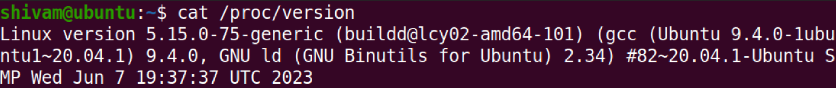 shivam@ubuntu:~$ cat /proc/version
Linux version 5.15.0-75-generic (buildd@lcy02-amd64-101) (gcc (Ubuntu 9.4.0-1ubu
ntu1~20.04.1) 9.4.0, GNU ld (GNU Binutils for Ubuntu) 2.34) #82~20.04.1-Ubuntu S
MP Wed Jun 7 19:37:37 UTC 2023